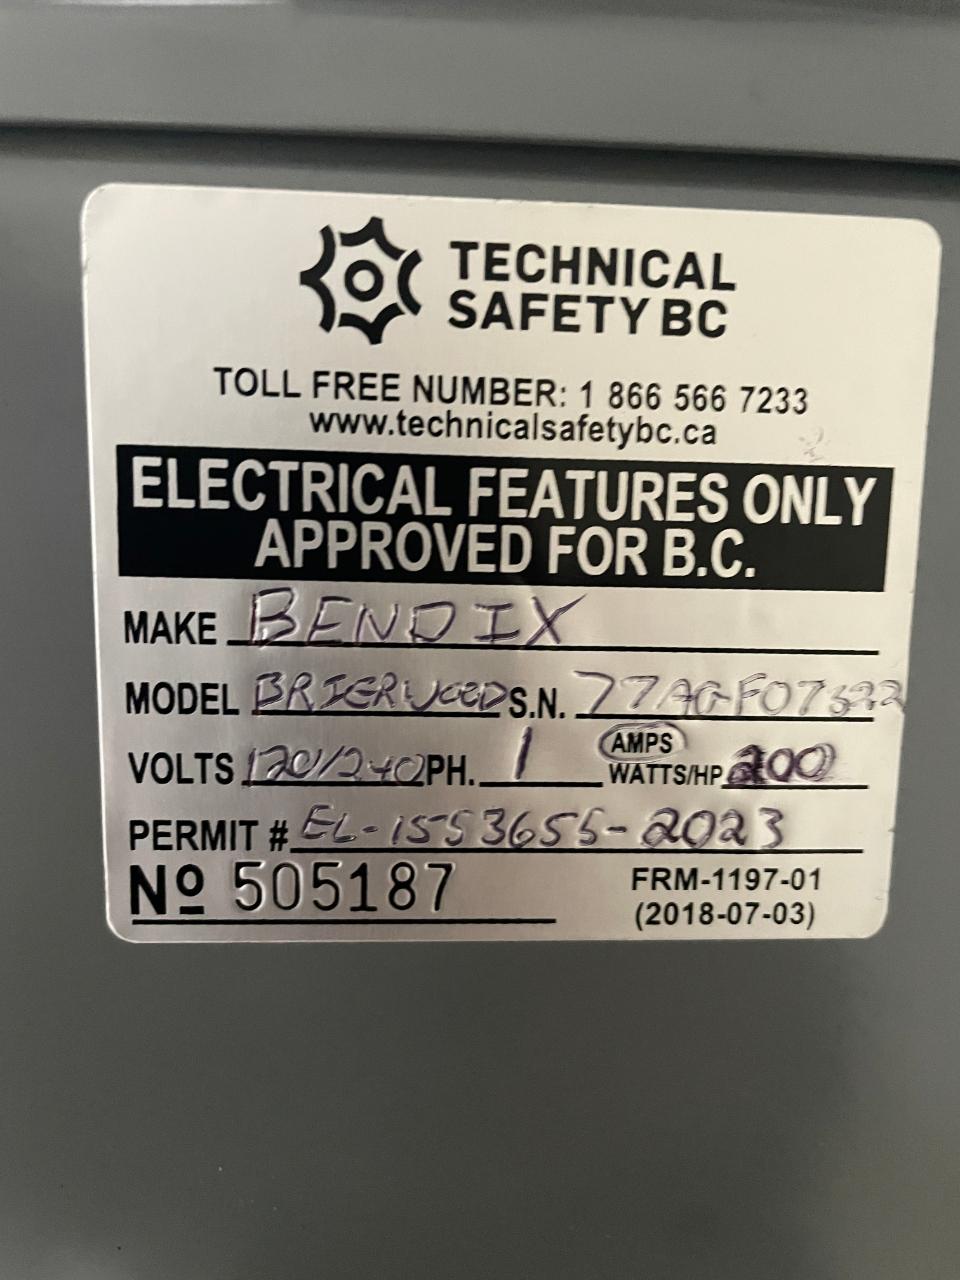 TECHNICAL
SAFETY BC
TOLL FREE NUMBER: 1 866 566 7233
www.technicalsafetybc.ca
ELECTRICAL FEATURES ONLY
APPROVED FOR B.C.
MAKE BENDIX
MODEL BRIERWOOD S.N. 77AGF07322
VOLTS 120/240 PH. 1 AMPS
WATTS/HP 200
PERMIT # EL-1553655-2023
Nº 505187 FRM-1197-01
(2018-07-03)